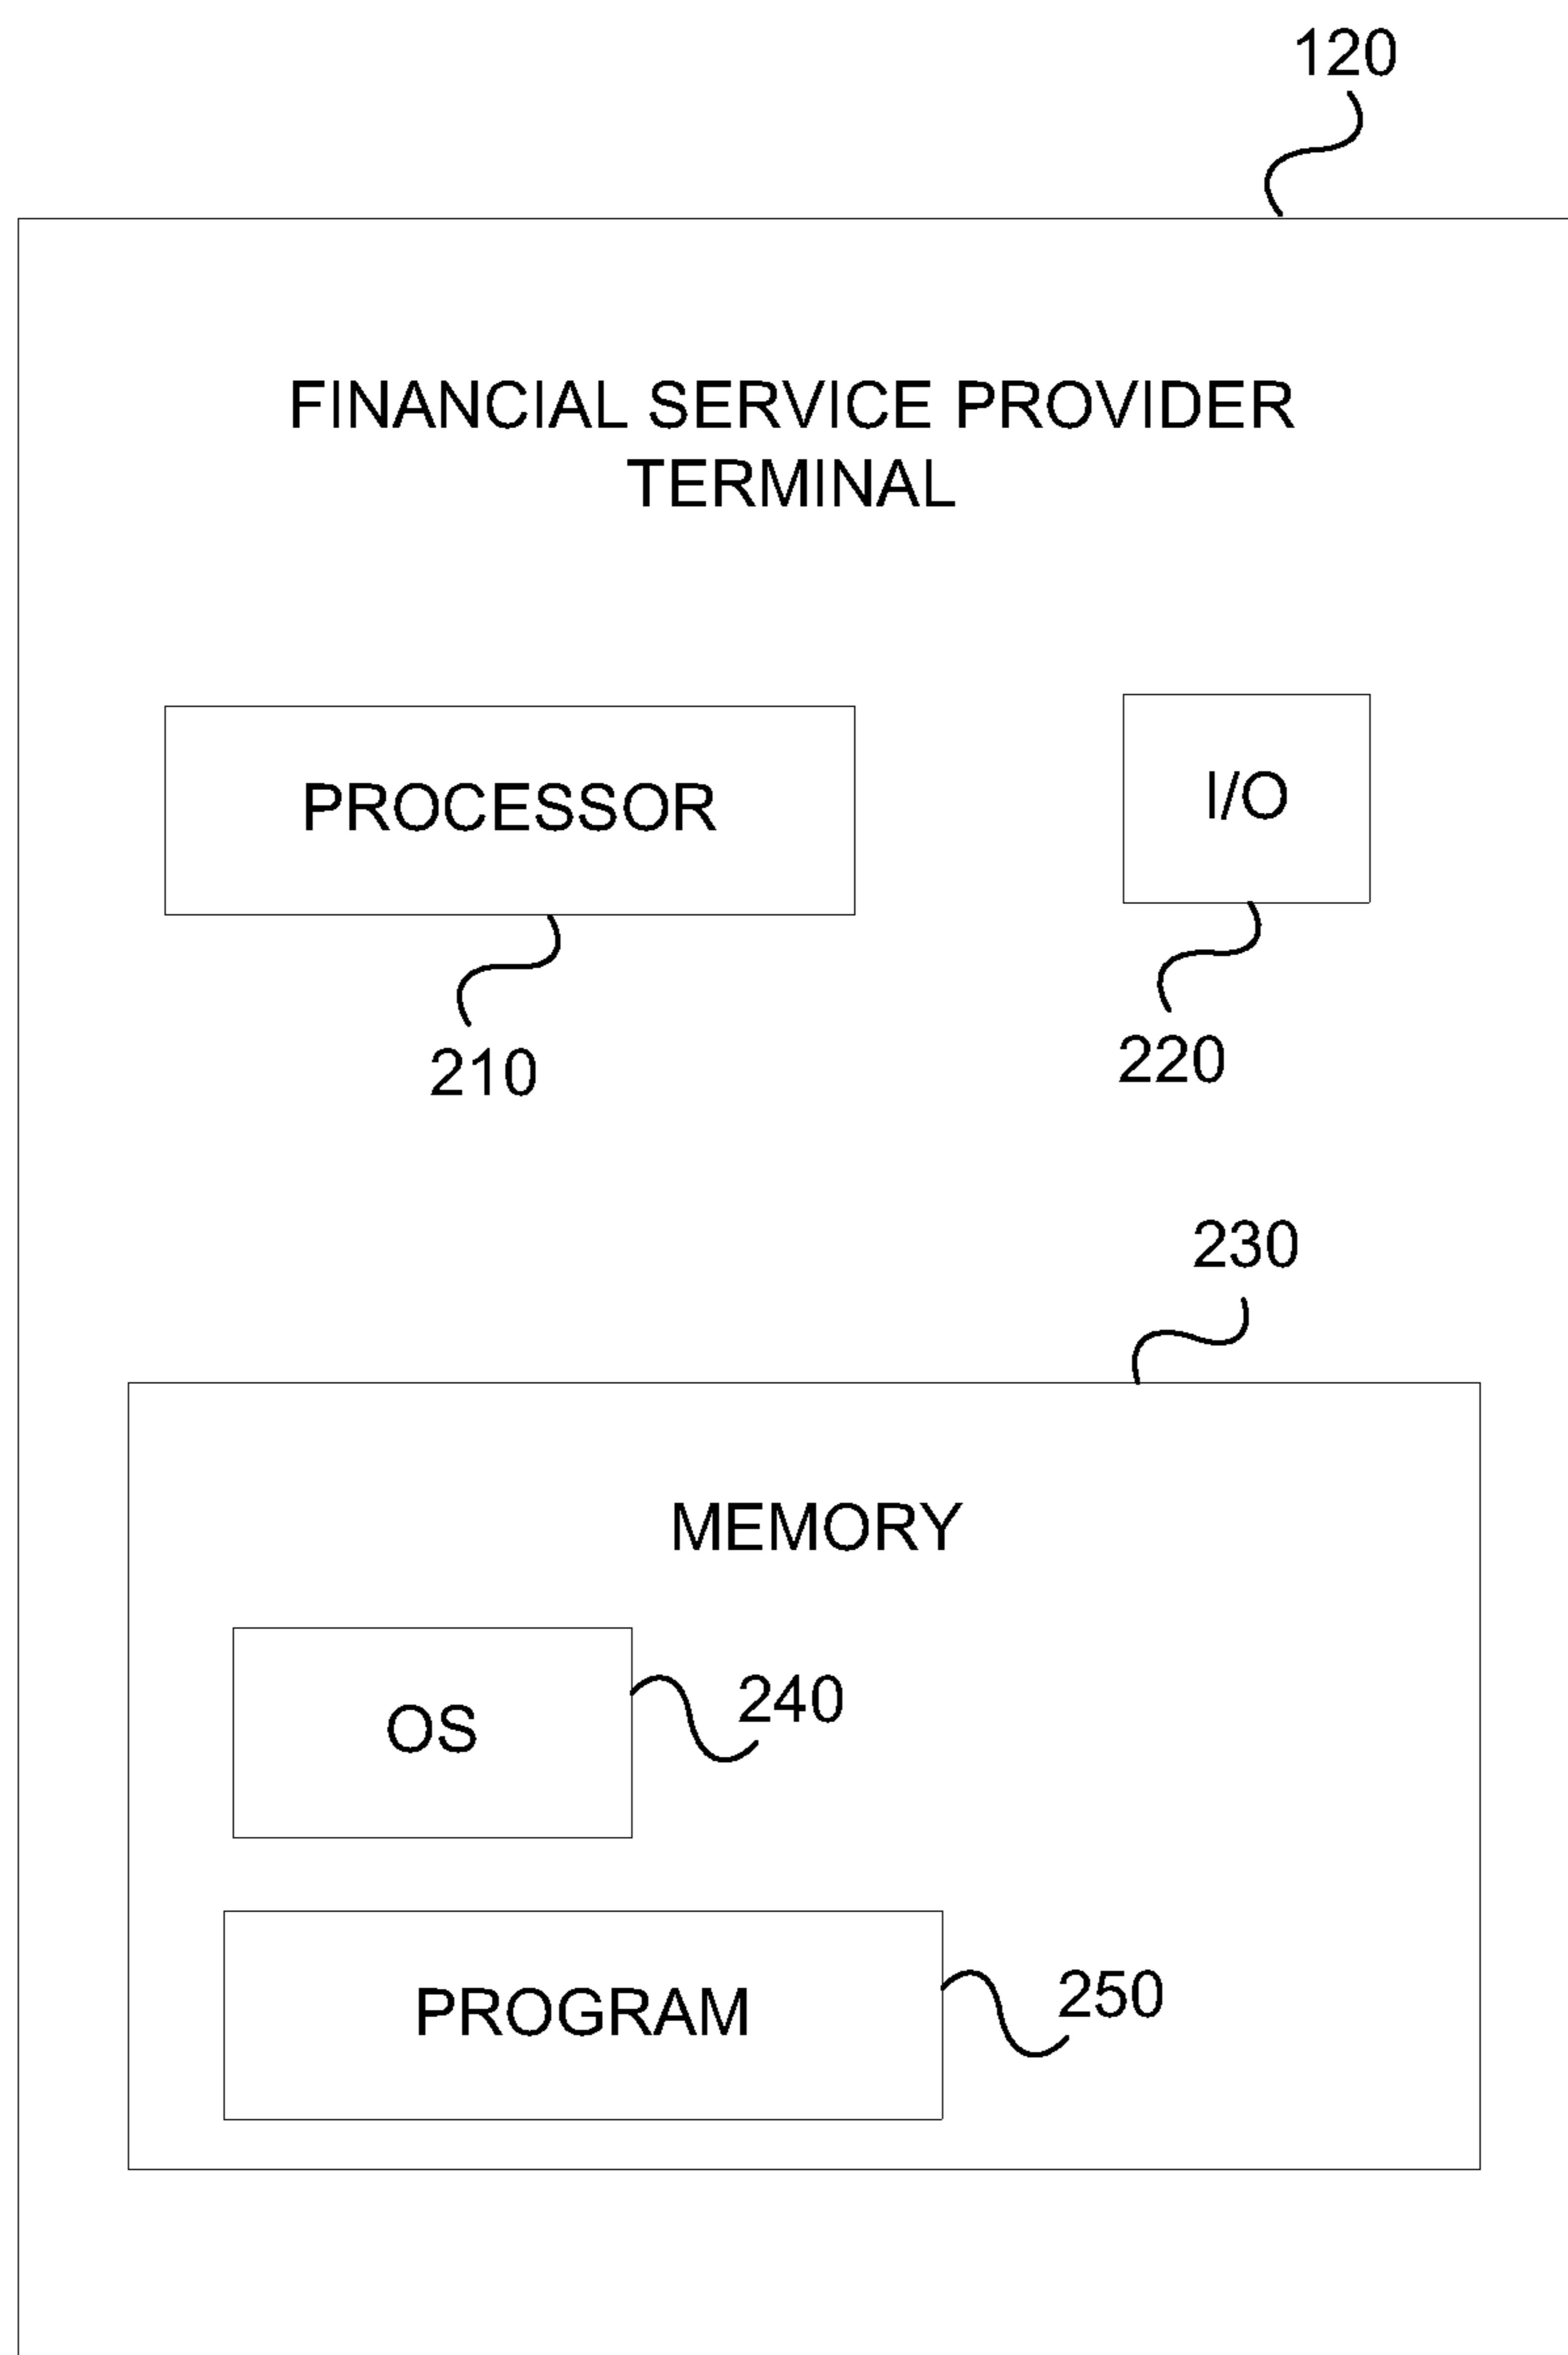 120
FINANCIAL SERVICE PROVIDER
TERMINAL
PROCESSOR
I/O
210
220
230
MEMORY
OS
240
PROGRAM
250